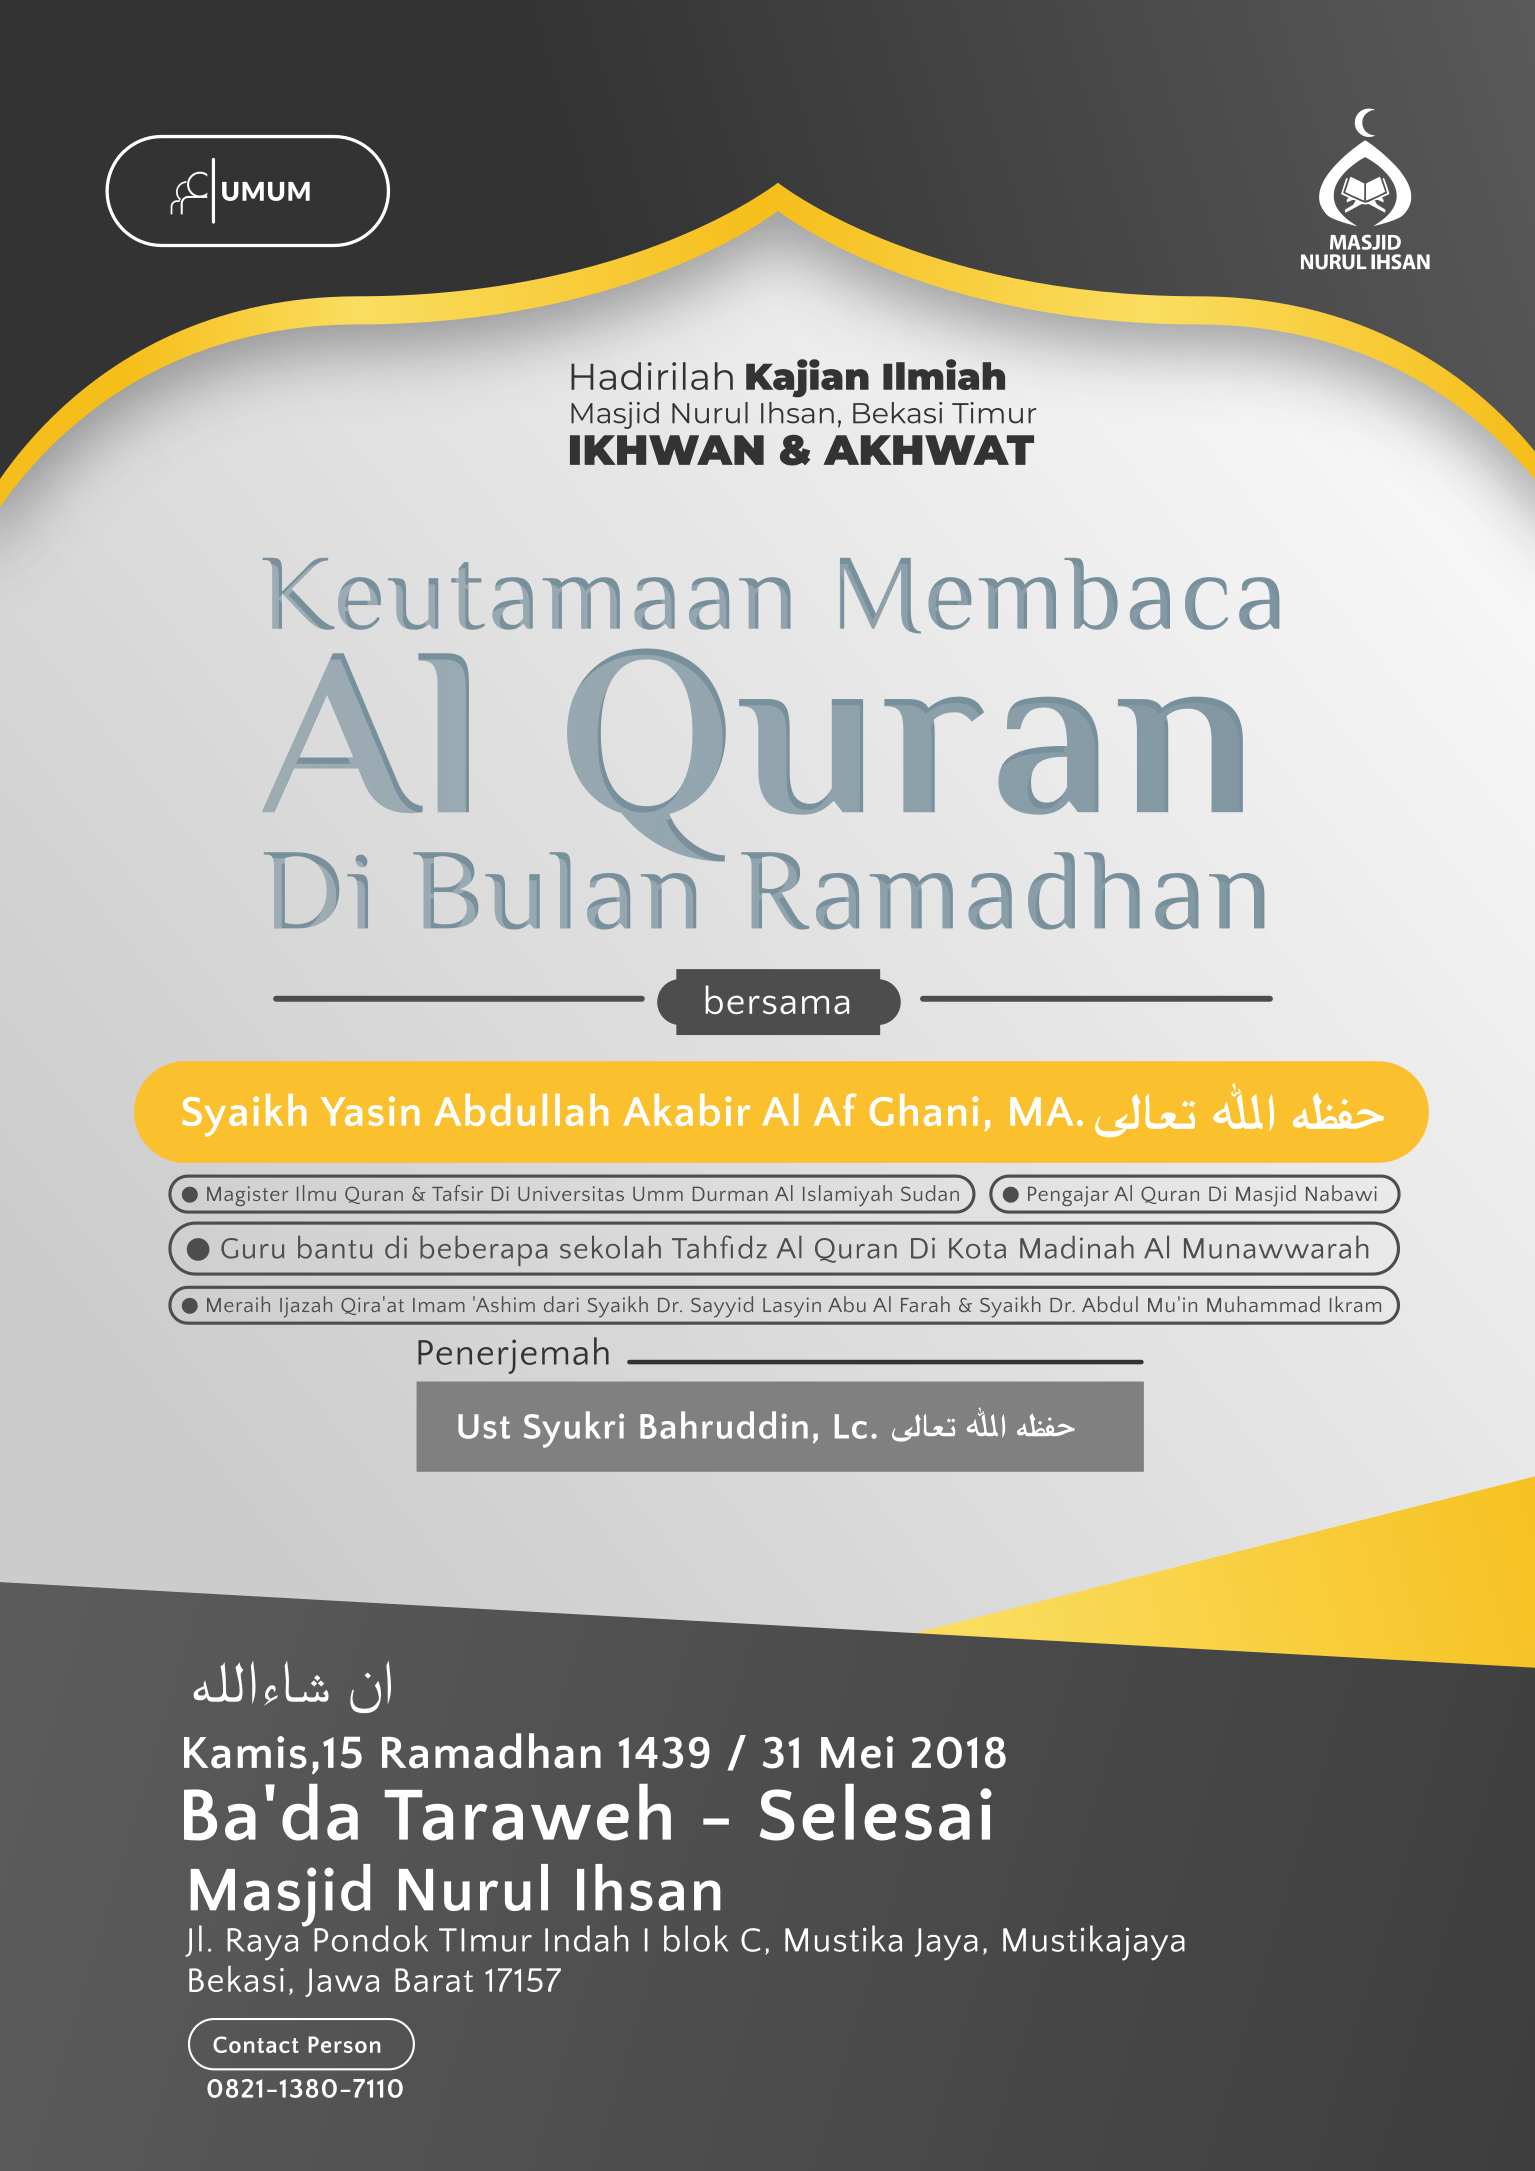 UMUM
MASJID
NURUL IHSAN
Hadirilah Kajian Ilmiah
Masjid Nurul Ihsan, Bekasi Timur
IKHWAN & AKHWAT
Keutamaan Membaca
Al Quran
Di Bulan Ramadhan
bersama
Syaikh Yasin Abdullah Akabir Al Af Ghani, MA. حفظه الله تعالى
● Magister Ilmu Quran & Tafsir Di Universitas Umm Durman Al Islamiyah Sudan ● Pengajar Al Quran Di Masjid Nabawi
● Guru bantu di beberapa sekolah Tahfidz Al Quran Di Kota Madinah Al Munawwarah
● Meraih Ijazah Qira'at Imam 'Ashim dari Syaikh Dr. Sayyid Lasyin Abu Al Farah & Syaikh Dr. Abdul Mu'in Muhammad Ikram
Penerjemah
Ust Syukri Bahruddin, Lc. حفظه الله تعالى
ان شاءالله
Kamis,15 Ramadhan 1439 / 31 Mei 2018
Ba'da Taraweh - Selesai
Masjid Nurul Ihsan
Jl. Raya Pondok TImur Indah I blok C, Mustika Jaya, Mustikajaya
Bekasi, Jawa Barat 17157
Contact Person
0821-1380-7110